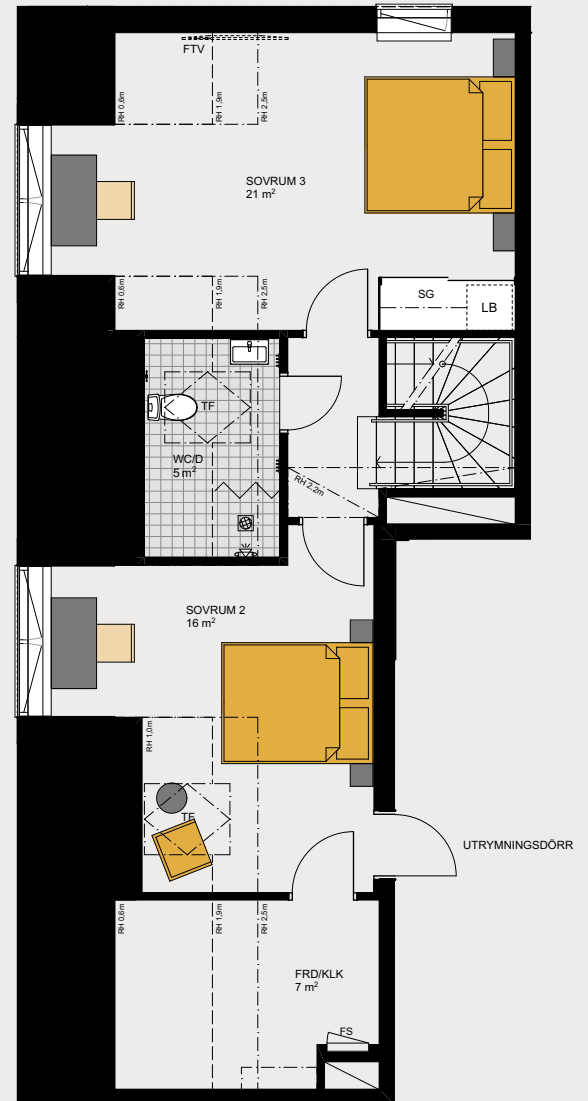 FTV
RH 0,6m
RH 1,9m
RH 2,5m
SOVRUM 3
21 m²
RH 0,6m
RH 1,9m
RH 2,5m
SG
LB
TF
WC/D
5 m²
RH 2,2m
SOVRUM 2
16 m²
RH 1,0m
TF
UTRYMNINGSDÖRR
RH 0,6m
RH 1,9m
RH 2,5m
FRD/KLK
7 m²
FS